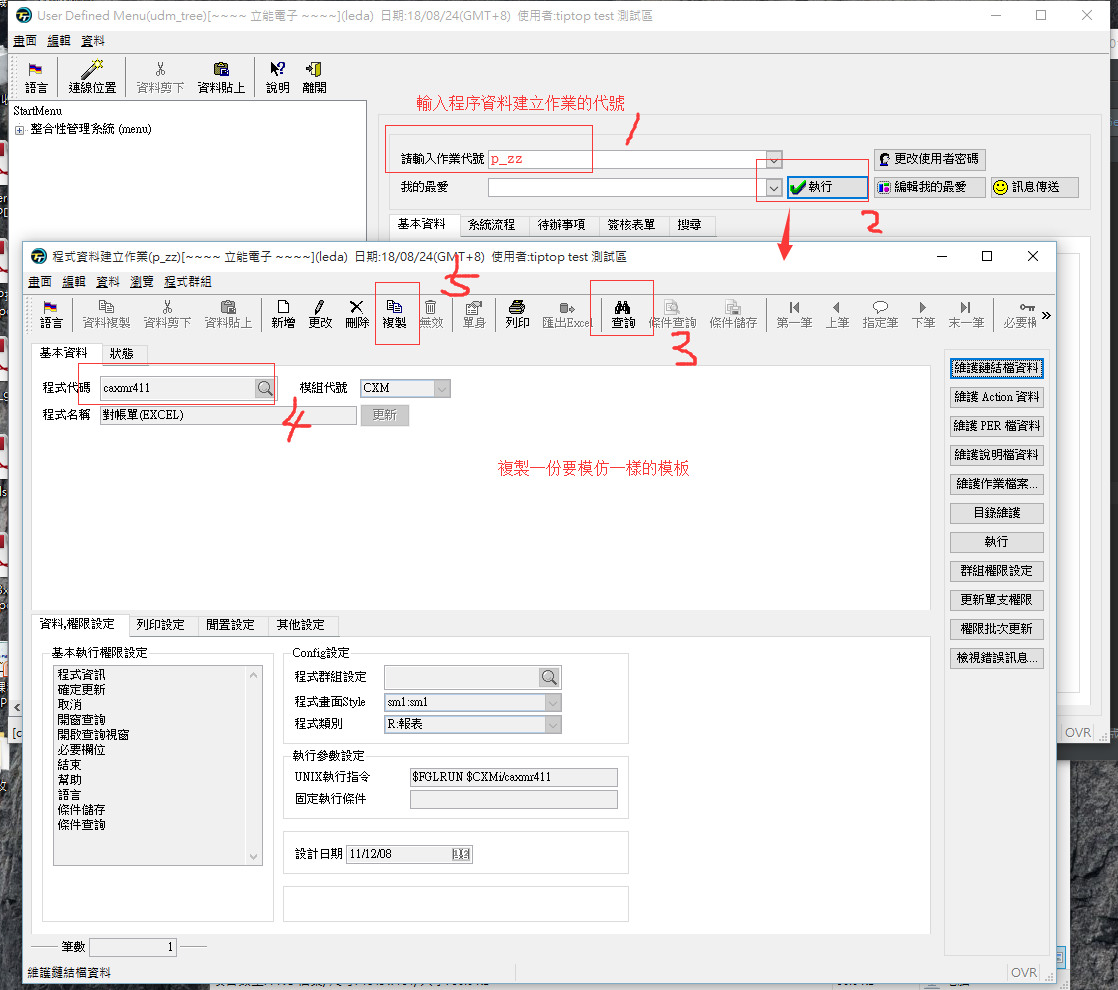 User Defined Menu(udm_tree)[~~~~ 立能電子 ~~~~](leda) 日期:18/08/24(GMT+8) 使用者:tiptop test 測試區
畫面 編輯 資料
語言 連線位置 資料剪下 資料貼上 說明 離開
StartMenu
整合性管理系統 (menu)
輸入程序資料建立作業的代號
1
請輸入作業代號 p_zz
更改使用者密碼
我的最愛
執行 編輯我的最愛 訊息傳送
2
基本資料 系統流程 待辦事項 簽核表單 搜尋
程式資料建立作業(p_zz)[~~~~ 立能電子 ~~~~](leda) 日期:18/08/24(GMT+8) 使用者:tiptop test 測試區
畫面 編輯 資料 瀏覽 程式群組
5
語言 資料複製 資料剪下 資料貼上 新增 更改 刪除 複製 無效 單身 列印 匯出Excel 查詢 條件查詢 條件儲存 第一筆 上筆 指定筆 下筆 末一筆 必要欄
3
基本資料 狀態
程式代碼 caxmr411 模組代號 CXM
程式名稱 對帳單(EXCEL) 更新
4
複製一份要模仿一樣的模板
維護鏈結檔資料
維護 Action 資料
維護 PER 檔資料
維護說明檔資料
維護作業檔案...
目錄維護
執行
群組權限設定
更新單支權限
權限批次更新
檢視錯誤訊息...
資料,權限設定 列印設定 閒置設定 其他設定
基本執行權限設定
程式資訊
確定更新
取消
開窗查詢
開啟查詢視窗
必要欄位
結束
幫助
語言
條件儲存
條件查詢
Config設定
程式群組設定
程式畫面Style sm1:sm1
程式類別 R:報表
執行參數設定
UNIX執行指令 $FGLRUN $CXMi/caxmr411
固定執行條件
設計日期 11/12/08
筆數 1
維護鏈結檔資料
OVR
OVR